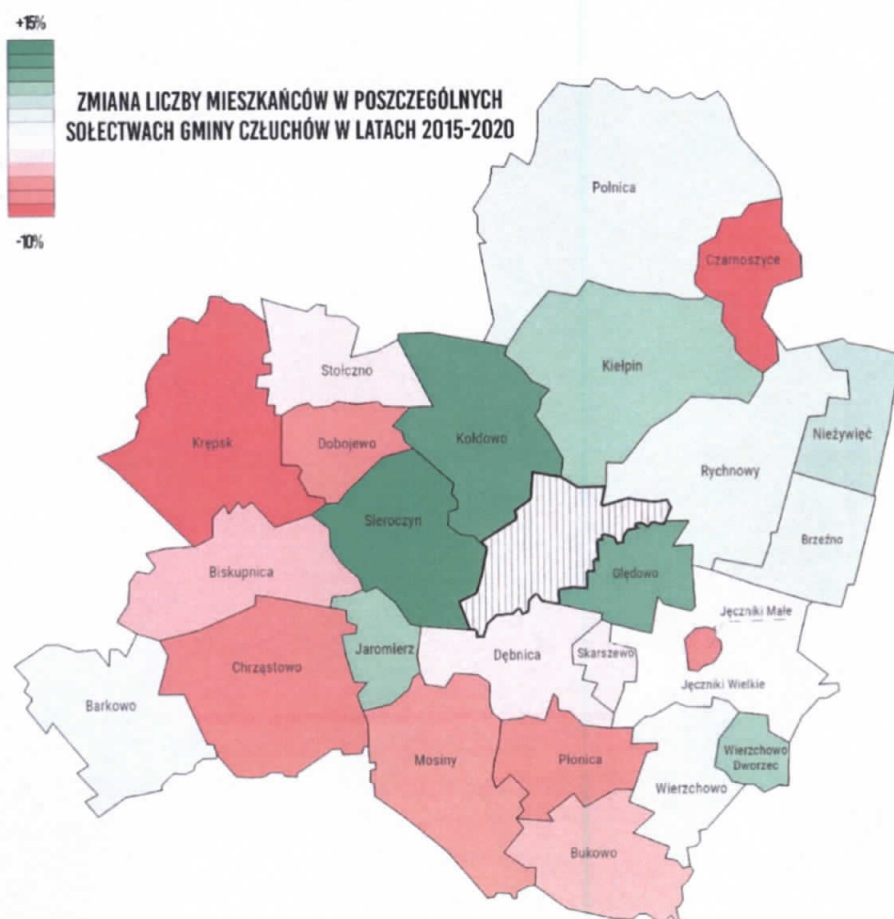 +15%
ZMIANA LICZBY MIESZKAŃCÓW W POSZCZEGÓLNYCH
SOŁECTWACH GMINY CZŁUCHÓW W LATACH 2015-2020
-10%
Polnica
Czarnoszyce
Stołczno
Kiełpin
Krępsk
Dobojewo
Kołdowo
Nieżywięć
Rychnowy
Sieroczyn
Brzeźno
Biskupnica
Ględowo
Jęczniki Małe
Jaromierz
Dębnica
Skarszewo
Chrząstowo
Jęczniki Wielkie
Barkowo
Wierzchowo
Dworzec
Mosiny
Płonica
Wierzchowo
Bukowo